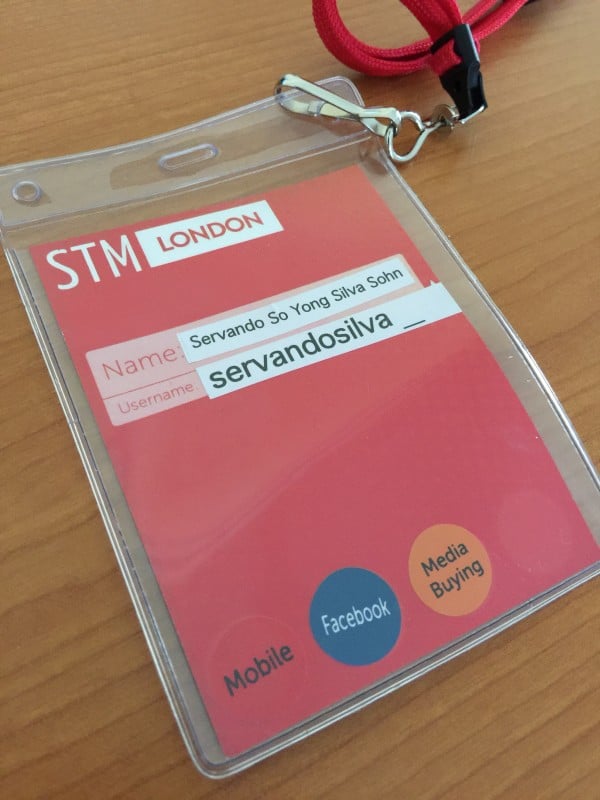 STM LONDON
Name: Servando So Yong Silva Sohn
Username: servandosilva _
Mobile
Facebook
Media
Buying